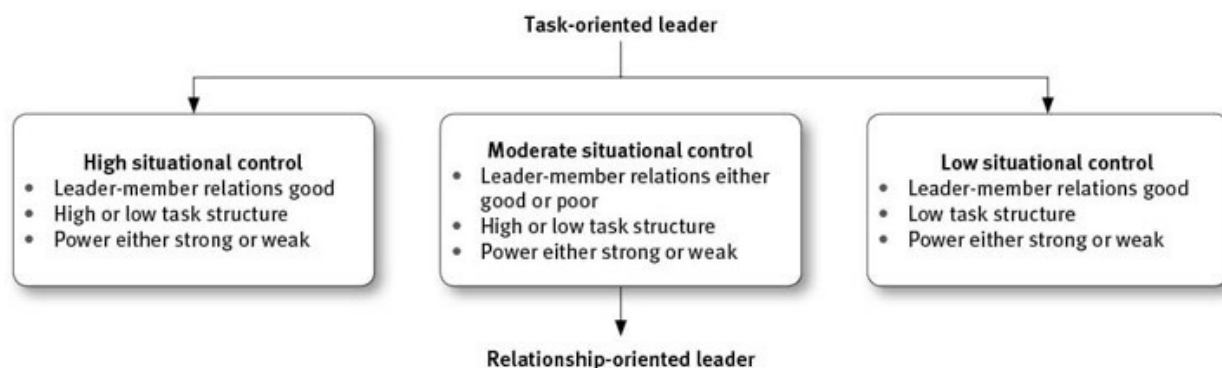 Task-oriented leader
High situational control
• Leader-member relations good
• High or low task structure
• Power either strong or weak
Moderate situational control
• Leader-member relations either
good or poor
• High or low task structure
• Power either strong or weak
Low situational control
• Leader-member relations good
• Low task structure
• Power either strong or weak
Relationship-oriented leader